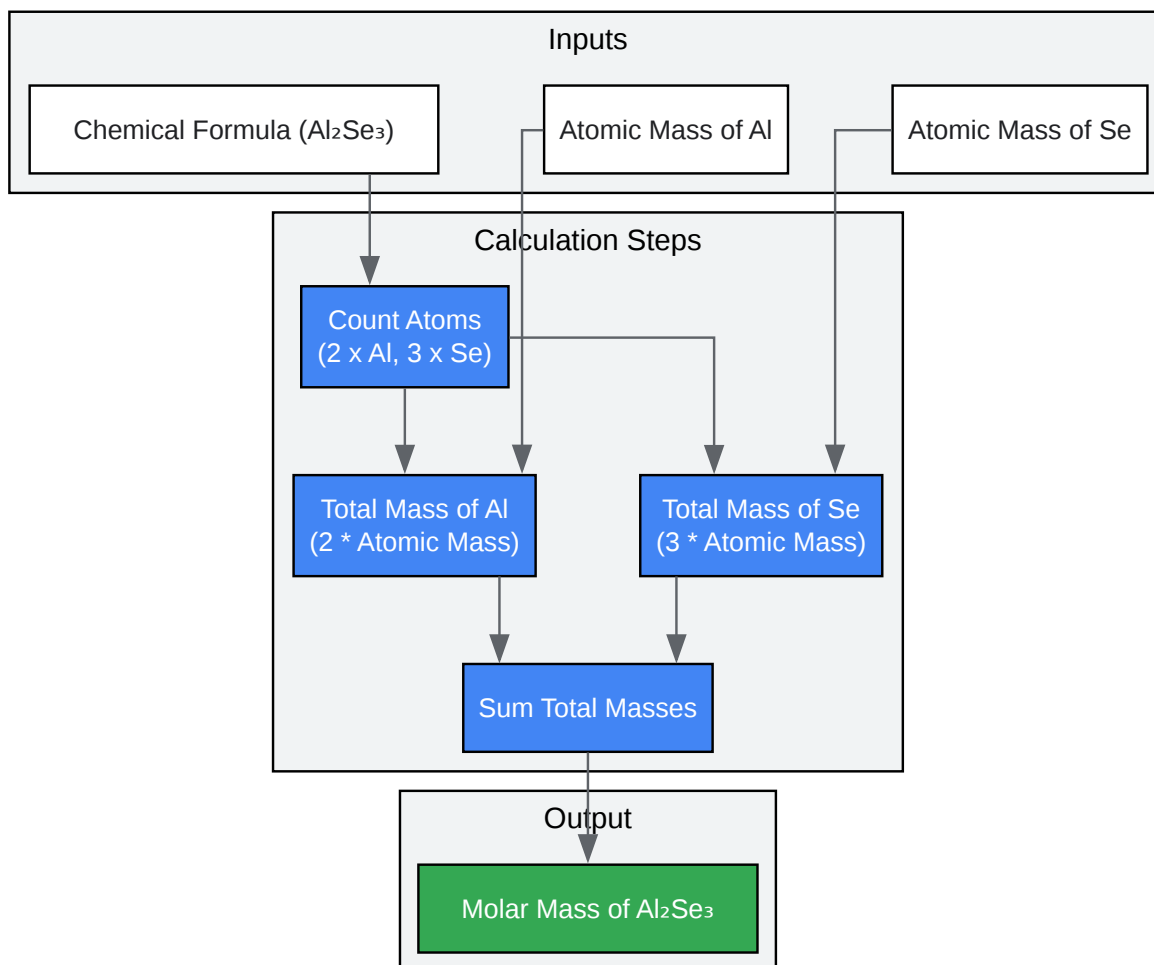 Inputs
Chemical Formula (Al₂Se₃)
Atomic Mass of Al
Atomic Mass of Se
Calculation Steps
Count Atoms
(2 x Al, 3 x Se)
Total Mass of Al
(2 * Atomic Mass)
Total Mass of Se
(3 * Atomic Mass)
Sum Total Masses
Output
Molar Mass of Al₂Se₃